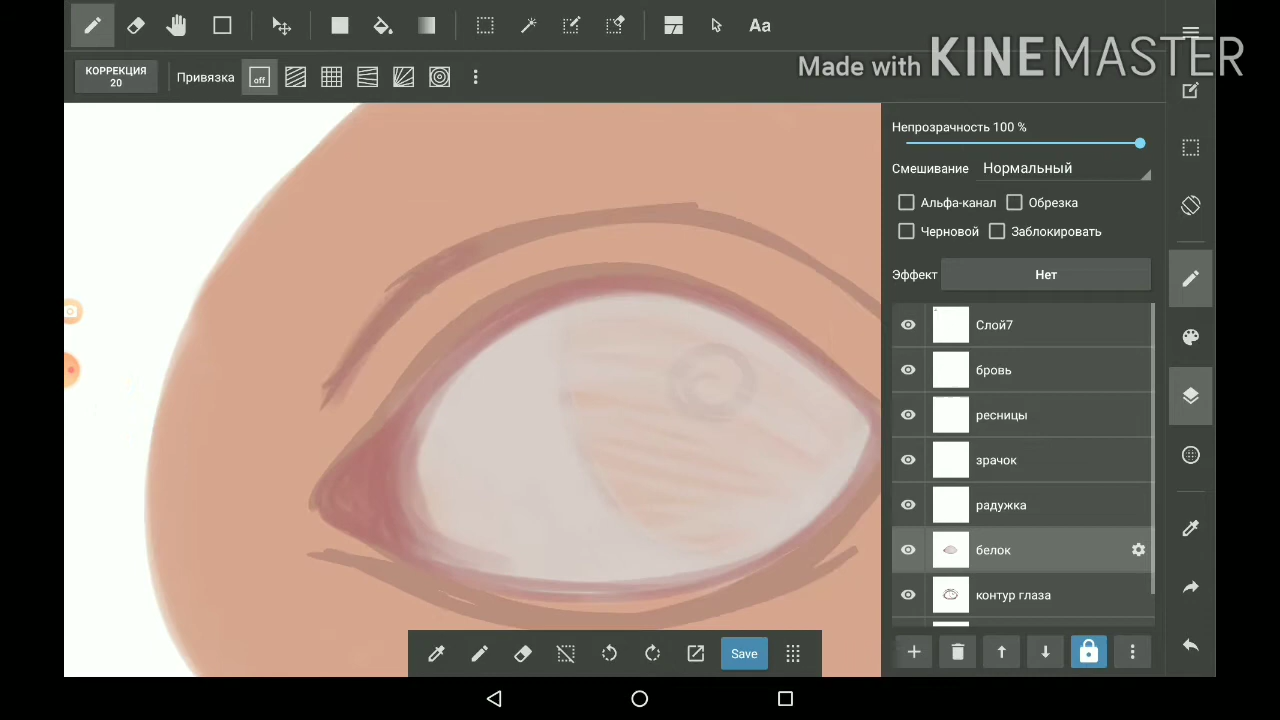 Aa
Made with KINEMASTER
КОРРЕКЦИЯ
20
Привязка
off
Непрозрачность 100 %
Смешивание Нормальный
Альфа-канал Обрезка
Черновой Заблокировать
Эффект Нет
Слой7
бровь
ресницы
зрачок
радужка
белок
контур глаза
Save